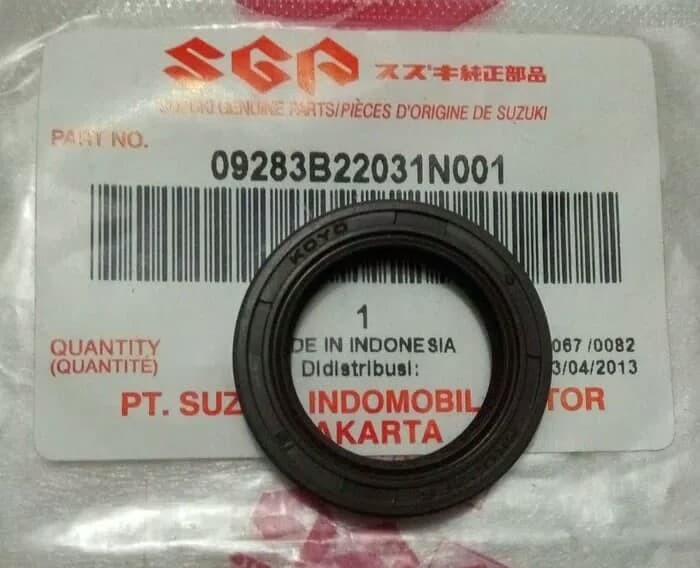 SGP スズキ純正部品
SUZUKI GENUINE PARTS/PIÈCES D'ORIGINE DE SUZUKI
PART NO.
09283B22031N001
KOYO
1
QUANTITY
(QUANTITÉ)
DE IN INDONESIA
067 /0082
Didistribusi:
3/04/2013
PT. SUZ INDOMOBIL TOR
AKARTA